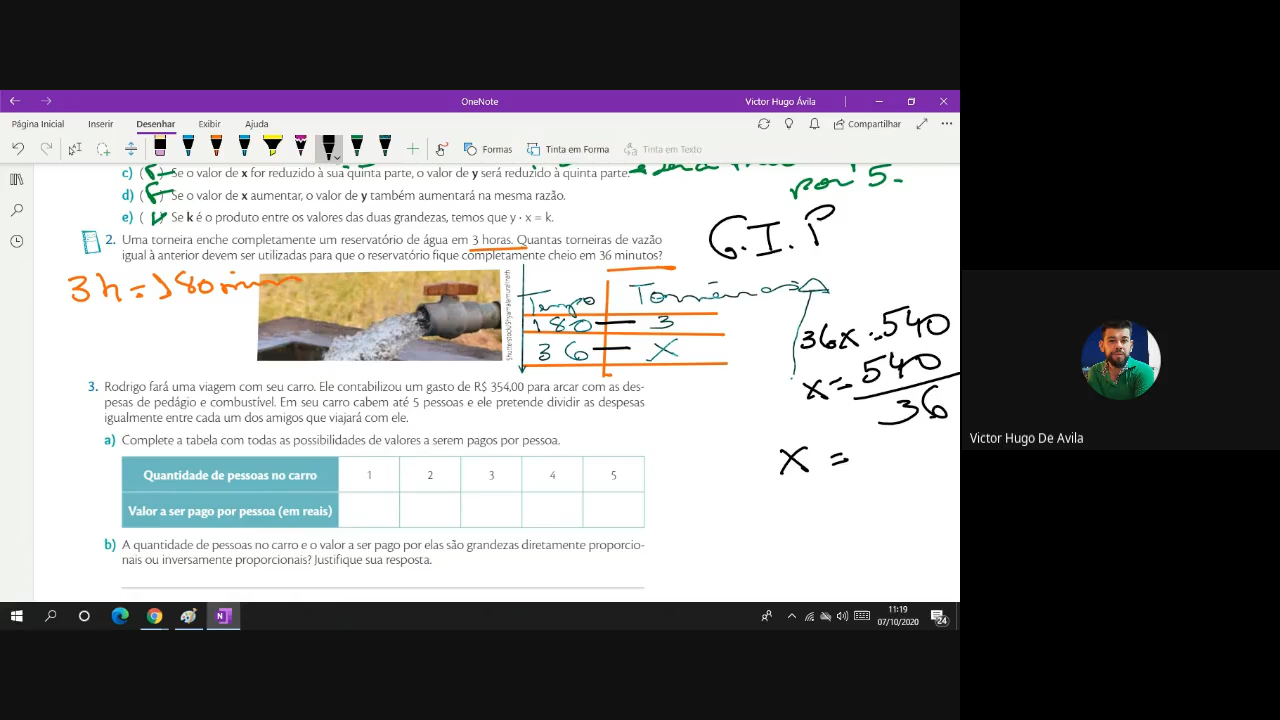 OneNote
Victor Hugo Ávila
Página Inicial Inserir Desenhar Exibir Ajuda
Compartilhar
Formas Tinta em Forma Tinta em Texto
c) ( F ) Se o valor de x for reduzido à sua quinta parte, o valor de y será reduzido à quinta parte.
por 5.
d) ( F ) Se o valor de x aumentar, o valor de y também aumentará na mesma razão.
e) ( V ) Se k é o produto entre os valores das duas grandezas, temos que y · x = k.
G.I.P
2. Uma torneira enche completamente um reservatório de água em 3 horas. Quantas torneiras de vazão
igual à anterior devem ser utilizadas para que o reservatório fique completamente cheio em 36 minutos?
3h = 180 min
Shutterstock/Shyamalamuralinath
Tempo Torneiras
180 — 3
36 — X
36x = 540
x = 540
36
X =
3. Rodrigo fará uma viagem com seu carro. Ele contabilizou um gasto de R$ 354,00 para arcar com as des-
pesas de pedágio e combustível. Em seu carro cabem até 5 pessoas e ele pretende dividir as despesas
igualmente entre cada um dos amigos que viajará com ele.
a) Complete a tabela com todas as possibilidades de valores a serem pagos por pessoa.
Quantidade de pessoas no carro 1 2 3 4 5
Valor a ser pago por pessoa (em reais)
b) A quantidade de pessoas no carro e o valor a ser pago por elas são grandezas diretamente proporcio-
nais ou inversamente proporcionais? Justifique sua resposta.
Victor Hugo De Avila
11:19
07/10/2020
24